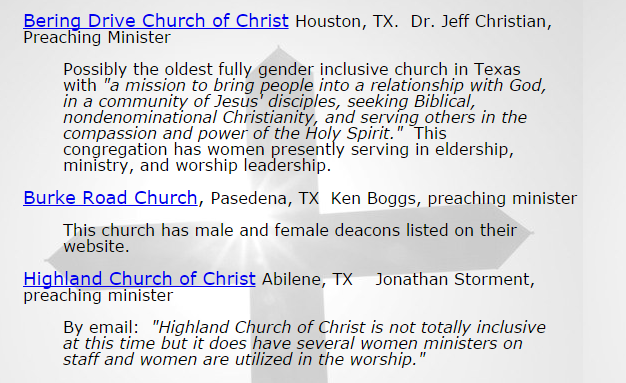 Bering Drive Church of Christ Houston, TX.  Dr. Jeff Christian,
Preaching Minister
Possibly the oldest fully gender inclusive church in Texas
with "a mission to bring people into a relationship with God,
in a community of Jesus' disciples, seeking Biblical,
nondenominational Christianity, and serving others in the
compassion and power of the Holy Spirit."  This
congregation has women presently serving in eldership,
ministry, and worship leadership.
Burke Road Church, Pasedena, TX  Ken Boggs, preaching minister
This church has male and female deacons listed on their
website.
Highland Church of Christ Abilene, TX    Jonathan Storment,
preaching minister
By email:  "Highland Church of Christ is not totally inclusive
at this time but it does have several women ministers on
staff and women are utilized in the worship."